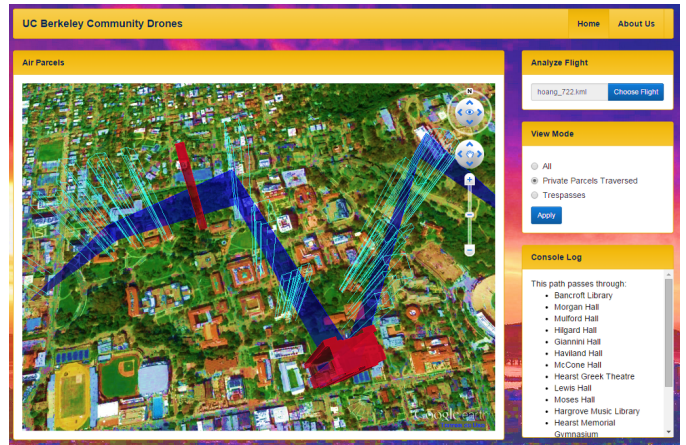 UC Berkeley Community Drones
Home
About Us
Air Parcels
N
Google earth
Analyze Flight
hoang_722.kml
Choose Flight
View Mode
All
Private Parcels Traversed
Trespasses
Apply
Console Log
This path passes through:
Bancroft Library
Morgan Hall
Mulford Hall
Hilgard Hall
Giannini Hall
Haviland Hall
McCone Hall
Hearst Greek Theatre
Lewis Hall
Moses Hall
Hargrove Music Library
Hearst Memorial
Gymnasium